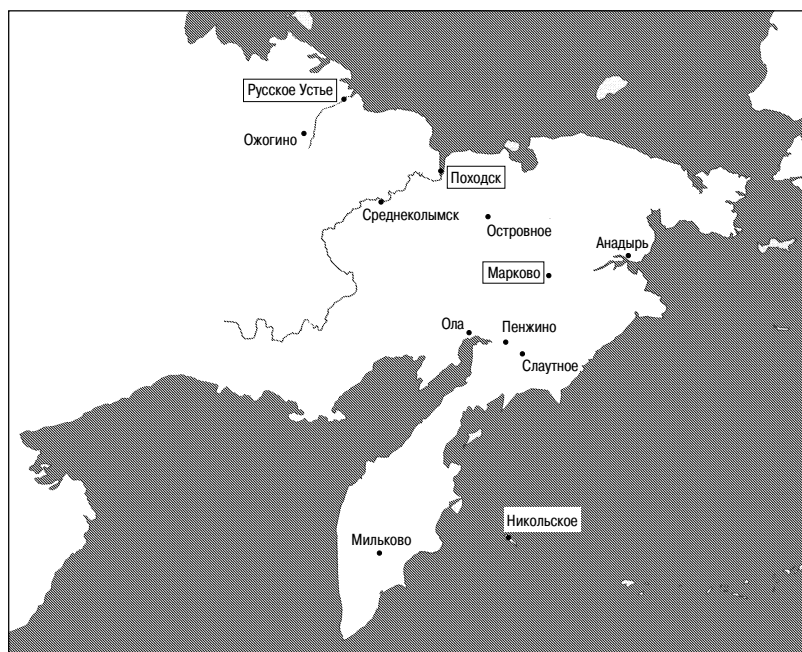 Русское Устье
Ожогино
Походск
Среднеколымск
Островное
Анадырь
Марково
Ола
Пенжино
Слаутное
Никольское
Мильково